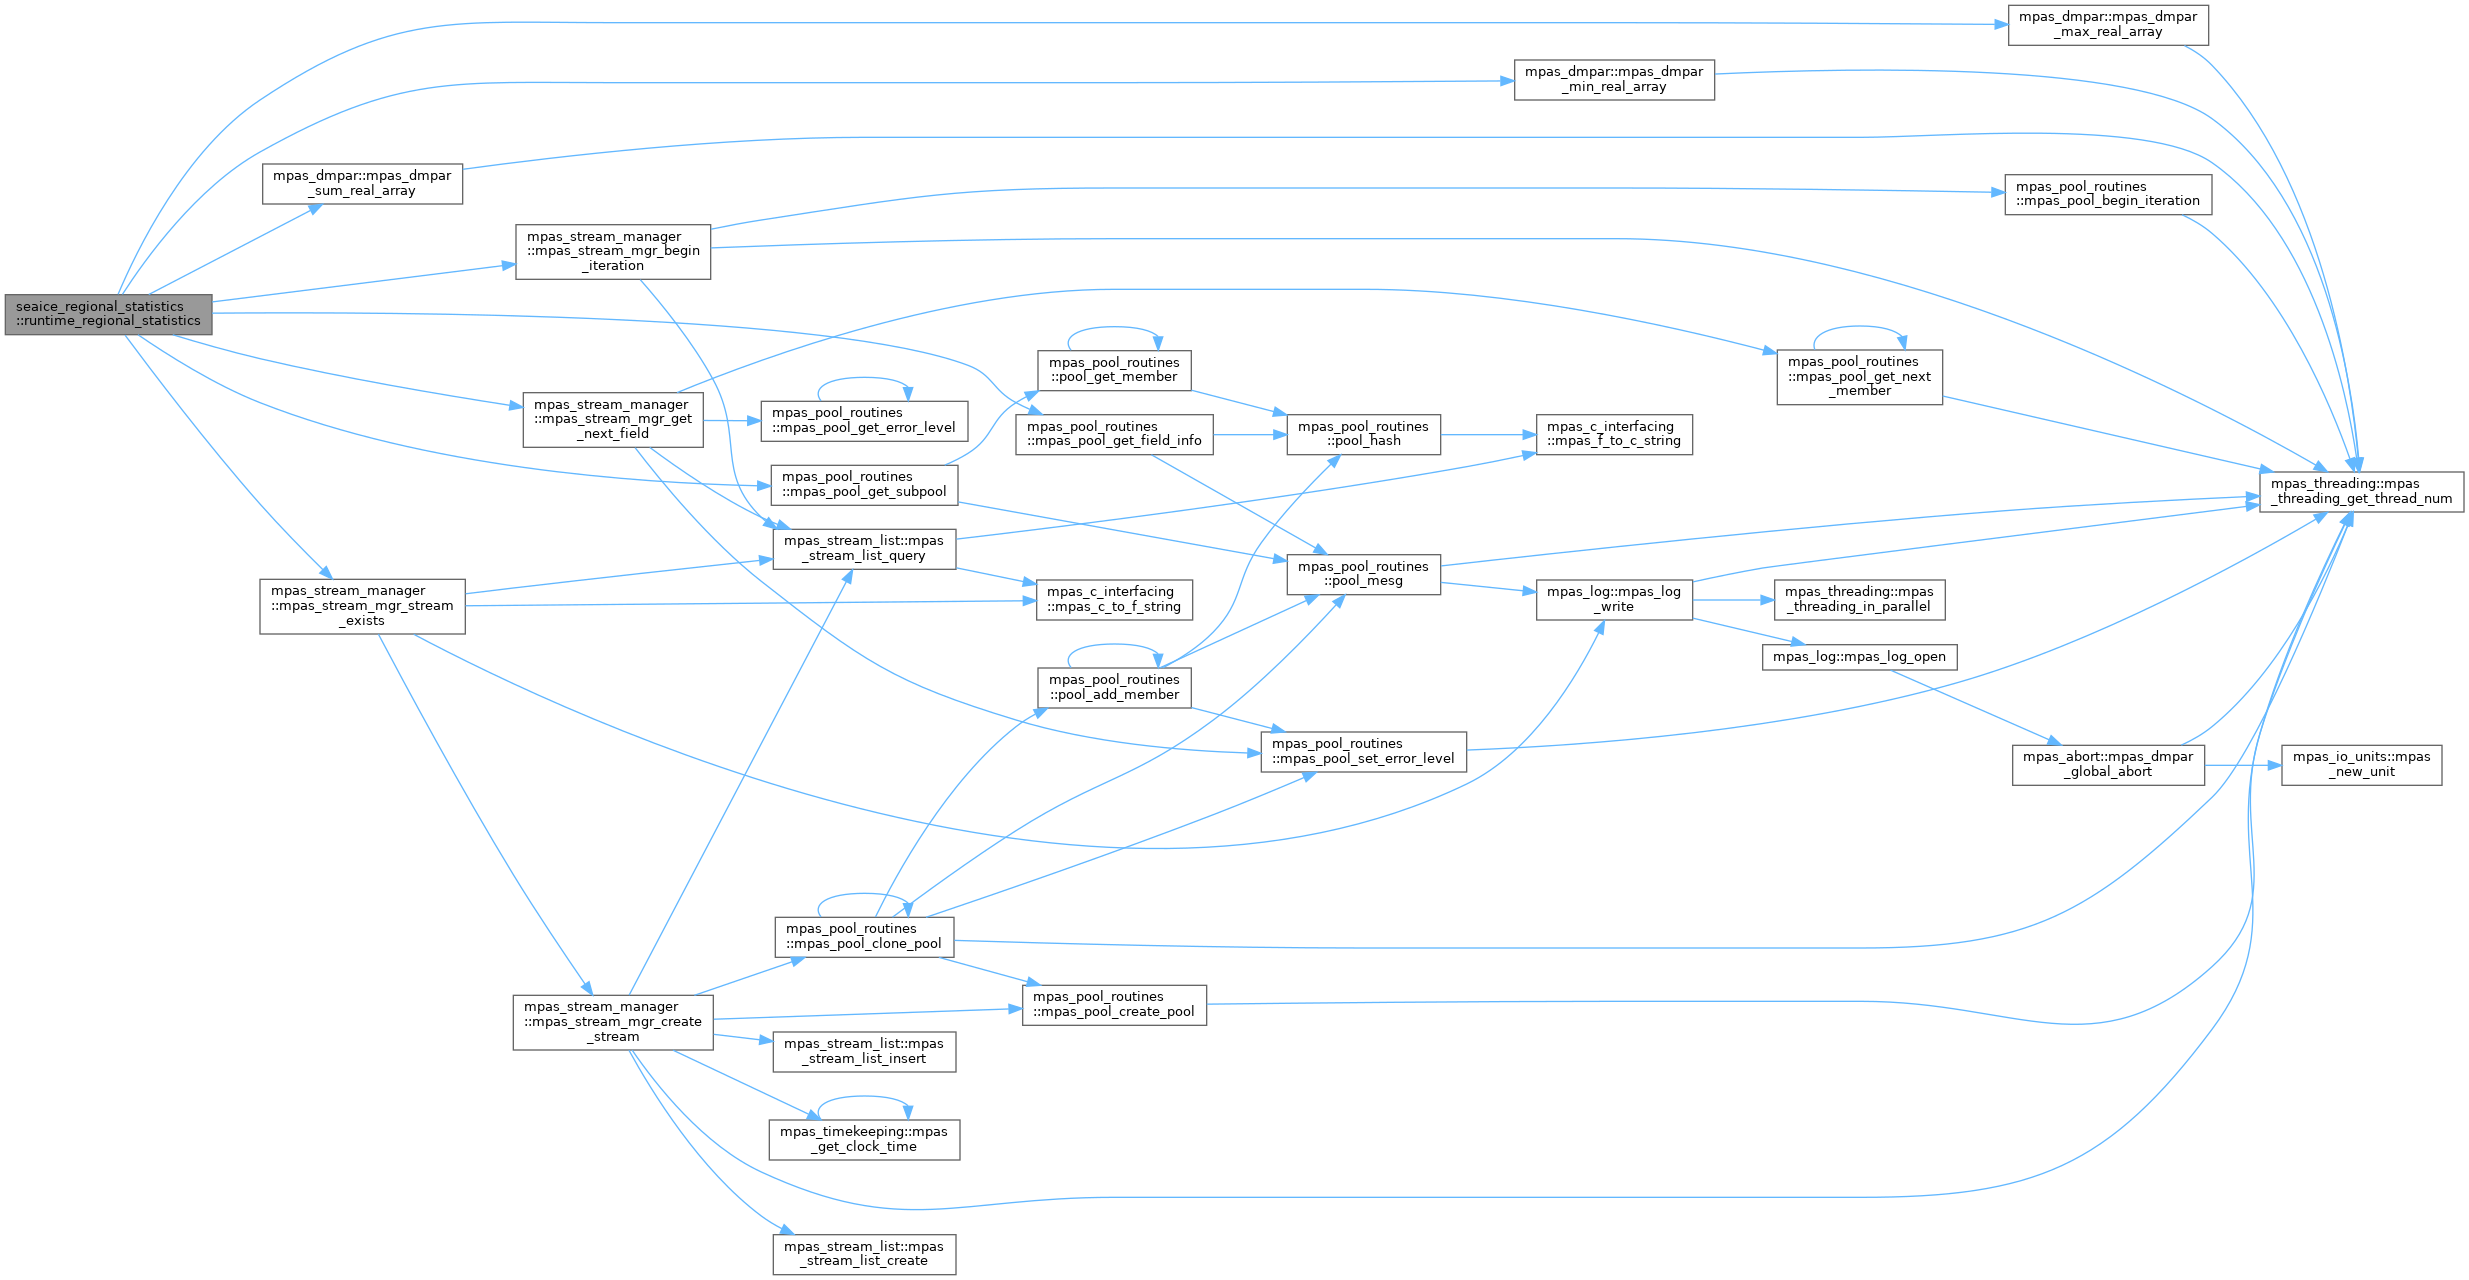 mpas_dmpar::mpas_dmpar
_max_real_array
mpas_dmpar::mpas_dmpar
_min_real_array
mpas_dmpar::mpas_dmpar
_sum_real_array
mpas_pool_routines
::mpas_pool_begin_iteration
mpas_stream_manager
::mpas_stream_mgr_begin
_iteration
seaice_regional_statistics
::runtime_regional_statistics
mpas_pool_routines
::pool_get_member
mpas_pool_routines
::mpas_pool_get_next
_member
mpas_stream_manager
::mpas_stream_mgr_get
_next_field
mpas_pool_routines
::mpas_pool_get_error_level
mpas_pool_routines
::mpas_pool_get_field_info
mpas_pool_routines
::pool_hash
mpas_c_interfacing
::mpas_f_to_c_string
mpas_pool_routines
::mpas_pool_get_subpool
mpas_threading::mpas
_threading_get_thread_num
mpas_stream_list::mpas
_stream_list_query
mpas_pool_routines
::pool_mesg
mpas_stream_manager
::mpas_stream_mgr_stream
_exists
mpas_c_interfacing
::mpas_c_to_f_string
mpas_log::mpas_log
_write
mpas_threading::mpas
_threading_in_parallel
mpas_log::mpas_log_open
mpas_pool_routines
::pool_add_member
mpas_pool_routines
::mpas_pool_set_error_level
mpas_abort::mpas_dmpar
_global_abort
mpas_io_units::mpas
_new_unit
mpas_pool_routines
::mpas_pool_clone_pool
mpas_stream_manager
::mpas_stream_mgr_create
_stream
mpas_pool_routines
::mpas_pool_create_pool
mpas_stream_list::mpas
_stream_list_insert
mpas_timekeeping::mpas
_get_clock_time
mpas_stream_list::mpas
_stream_list_create